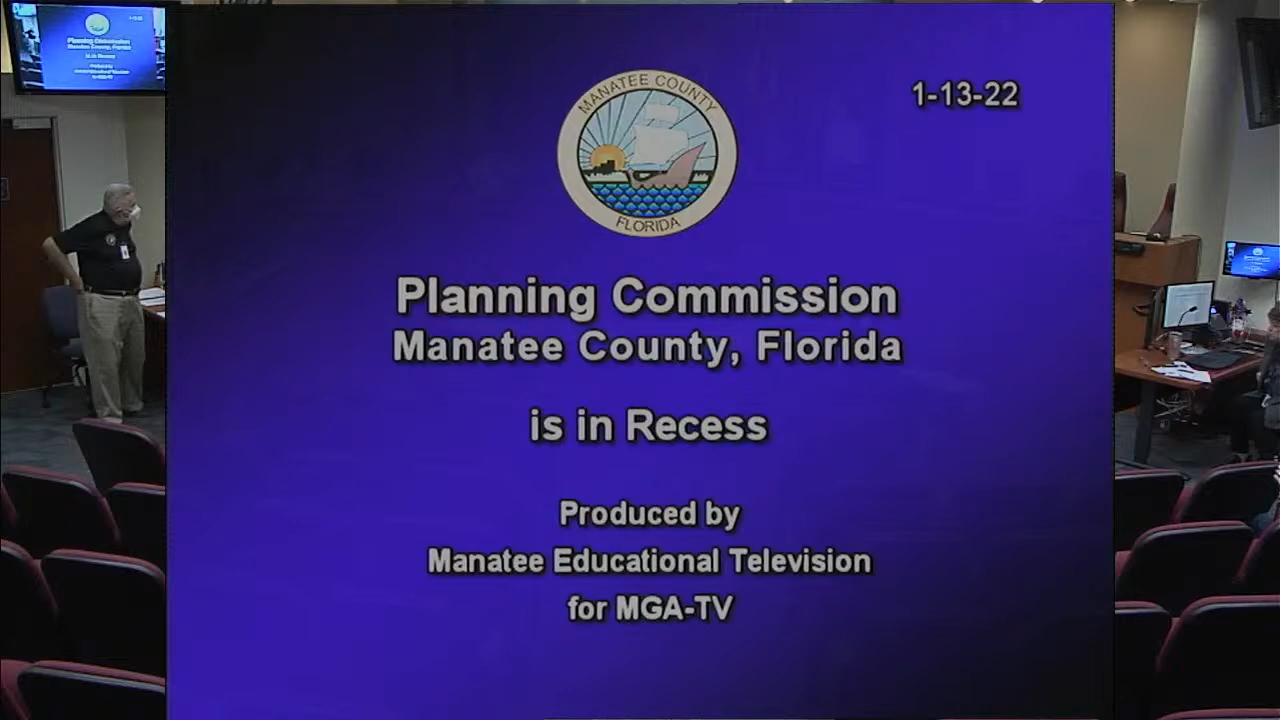 1-13-22
MANATEE COUNTY
FLORIDA
Planning Commission
Manatee County, Florida
is in Recess
Produced by
Manatee Educational Television
for MGA-TV